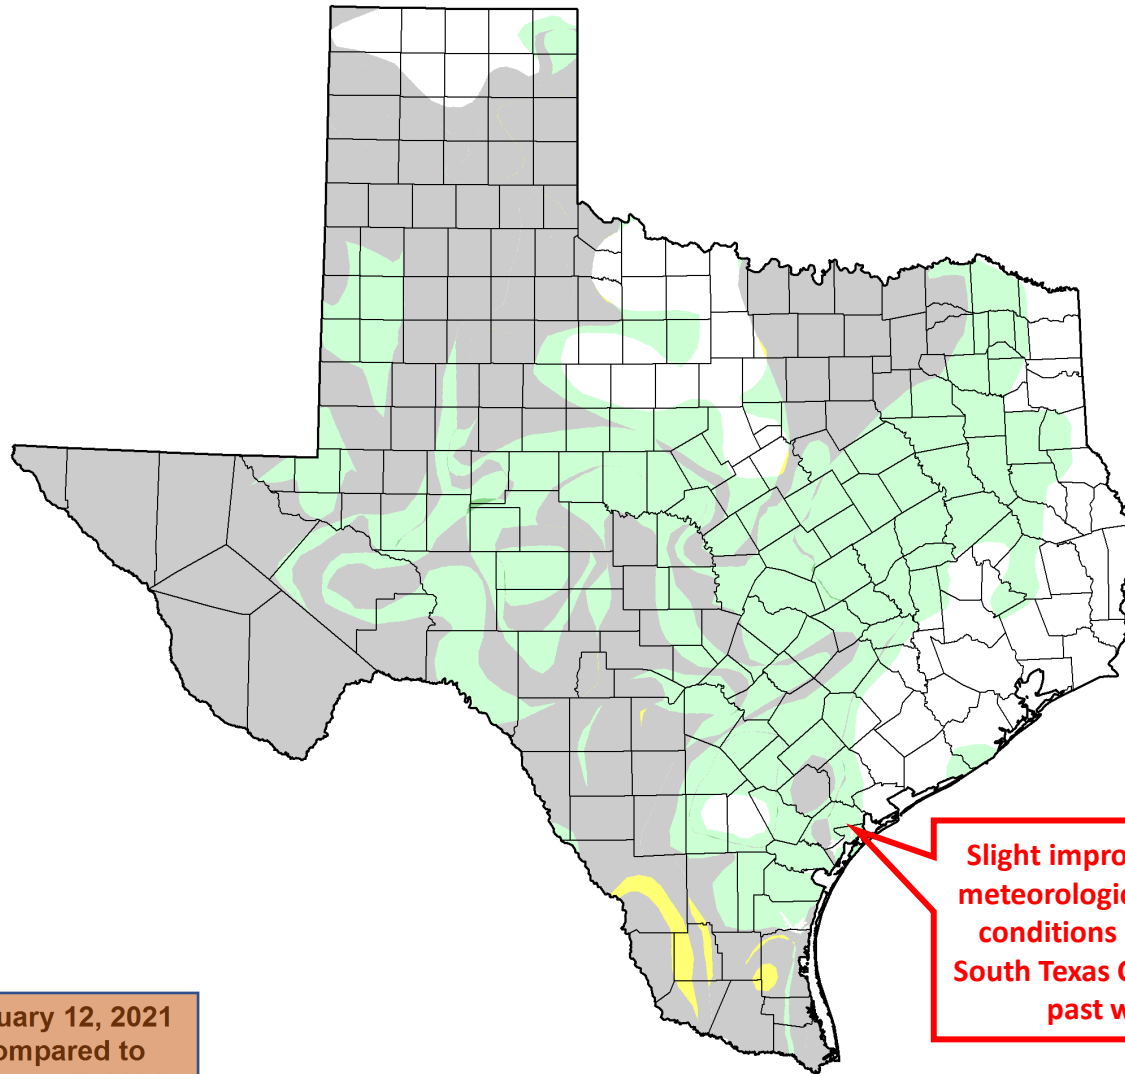 Slight impro
meteorologic
conditions
South Texas
past w
uary 12, 2021
ompared to